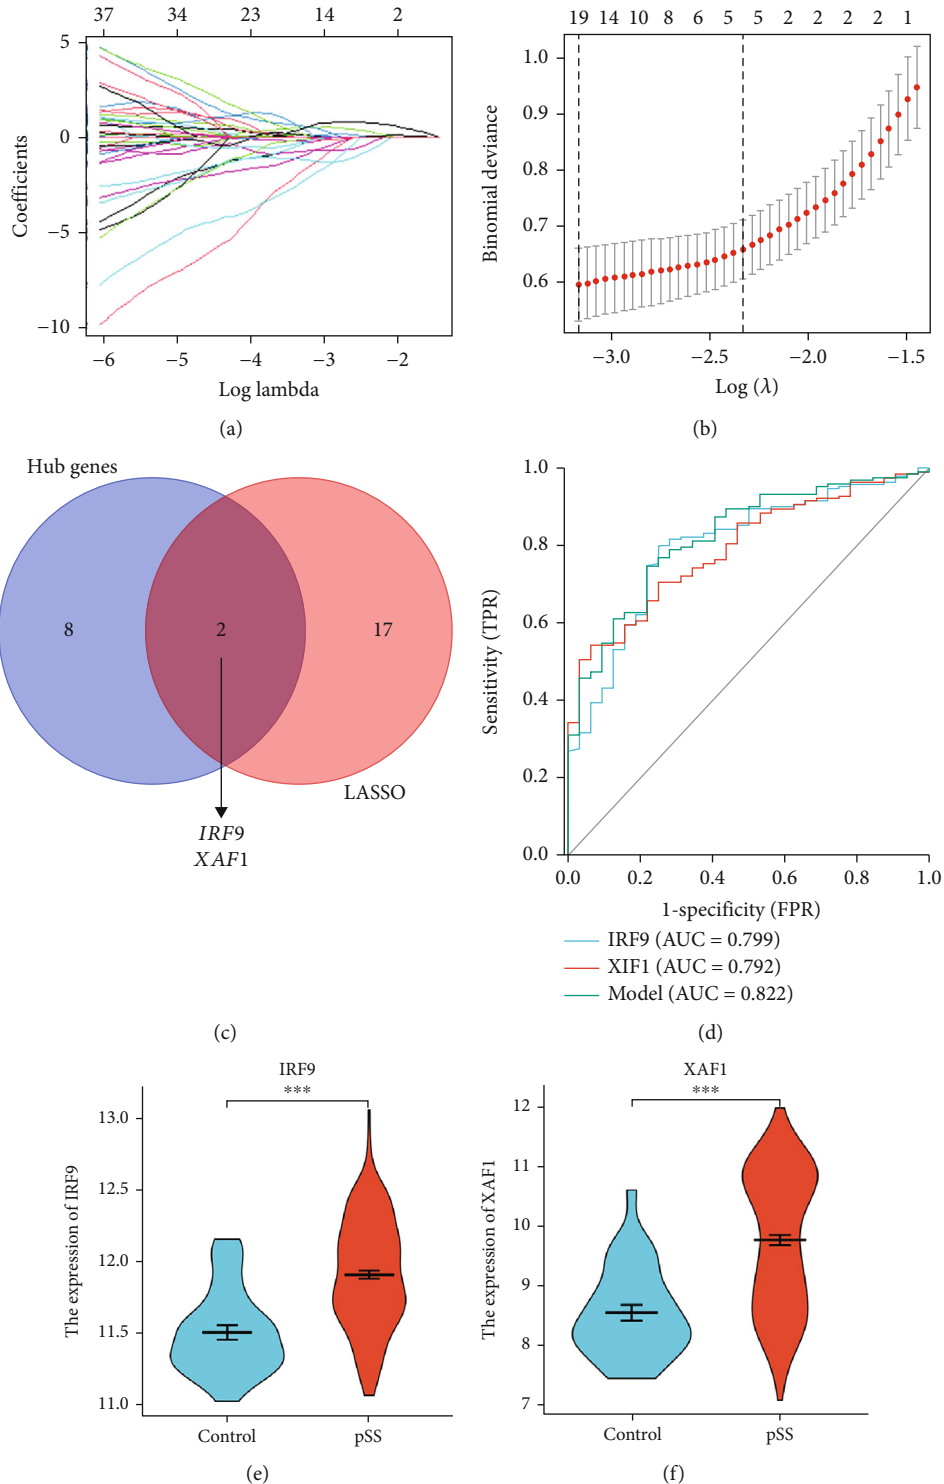 37 34 23 14 2
5
0
−5
−10
Coefficients
−6 −5 −4 −3 −2
Log lambda
(a)
19 14 10 8 6 5 5 2 2 2 2 1
1.0
0.9
0.8
0.7
0.6
Binomial deviance
−3.0 −2.5 −2.0 −1.5
Log (λ)
(b)
Hub genes
8 2 17
LASSO
IRF9
XAF1
(c)
1.0
0.8
0.6
0.4
0.2
0.0
Sensitivity (TPR)
0.0 0.2 0.4 0.6 0.8 1.0
1-specificity (FPR)
IRF9 (AUC = 0.799)
XIF1 (AUC = 0.792)
Model (AUC = 0.822)
(d)
IRF9
***
13.0
12.5
12.0
11.5
11.0
The expression of IRF9
Control pSS
(e)
XAF1
***
12
11
10
9
8
7
The expression of XAF1
Control pSS
(f)